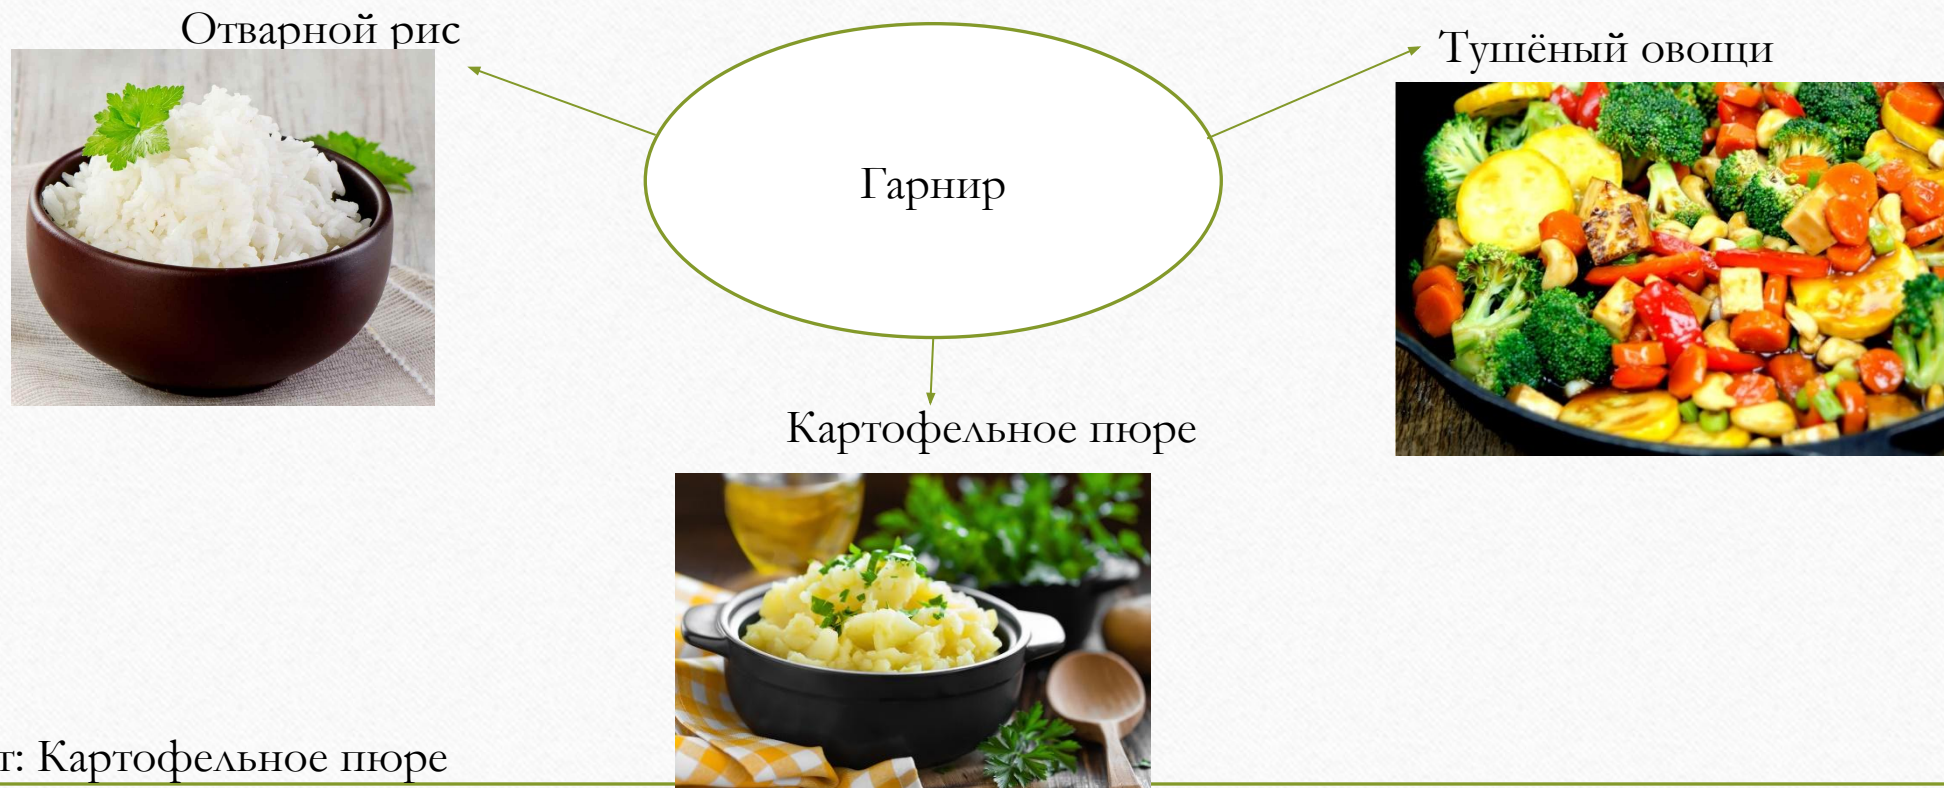 Отварной рис
Тушёный овощи
Гарнир
Картофельное пюре
т: Картофельное пюре